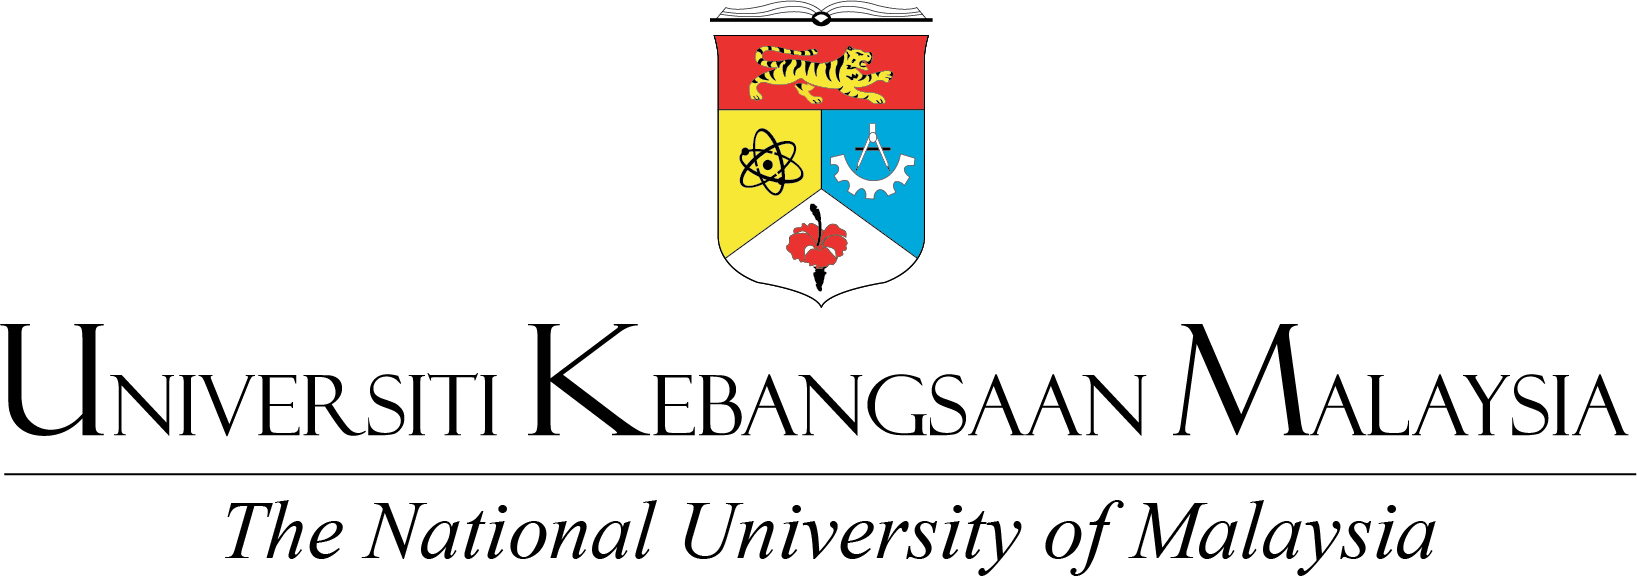 UNIVERSITI KEBANGSAAN MALAYSIA
The National University of Malaysia